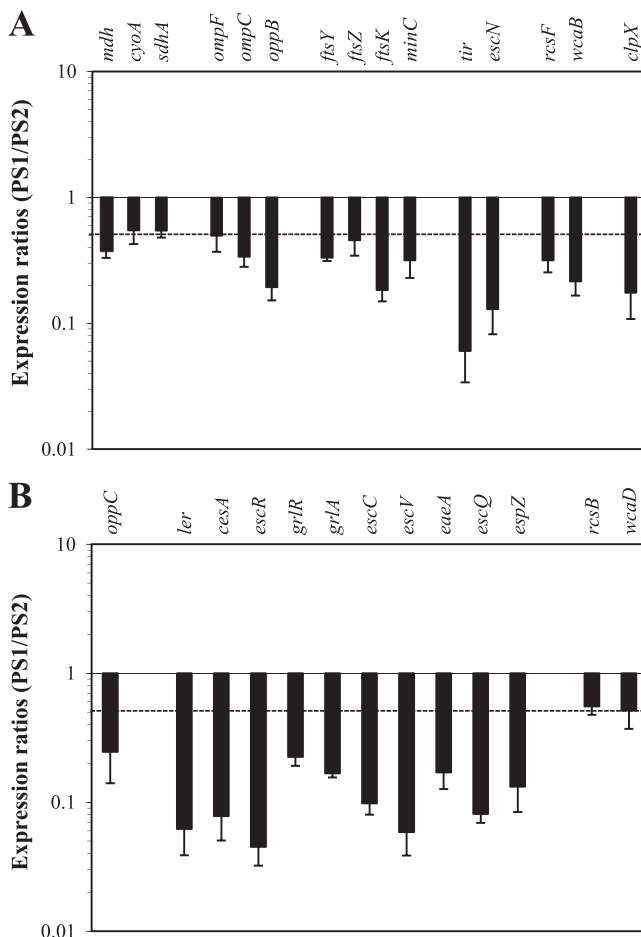 A
mdh cyoA sdhA ompF ompC oppB ftsY ftsZ ftsK minC tir escN rcsF wcaB clpX
10
1
0.1
0.01
Expression ratios (PS1/PS2)
B
oppC ler cesA escR grlR grlA escC escV eaeA escQ espZ rcsB wcaD
10
1
0.1
0.01
Expression ratios (PS1/PS2)